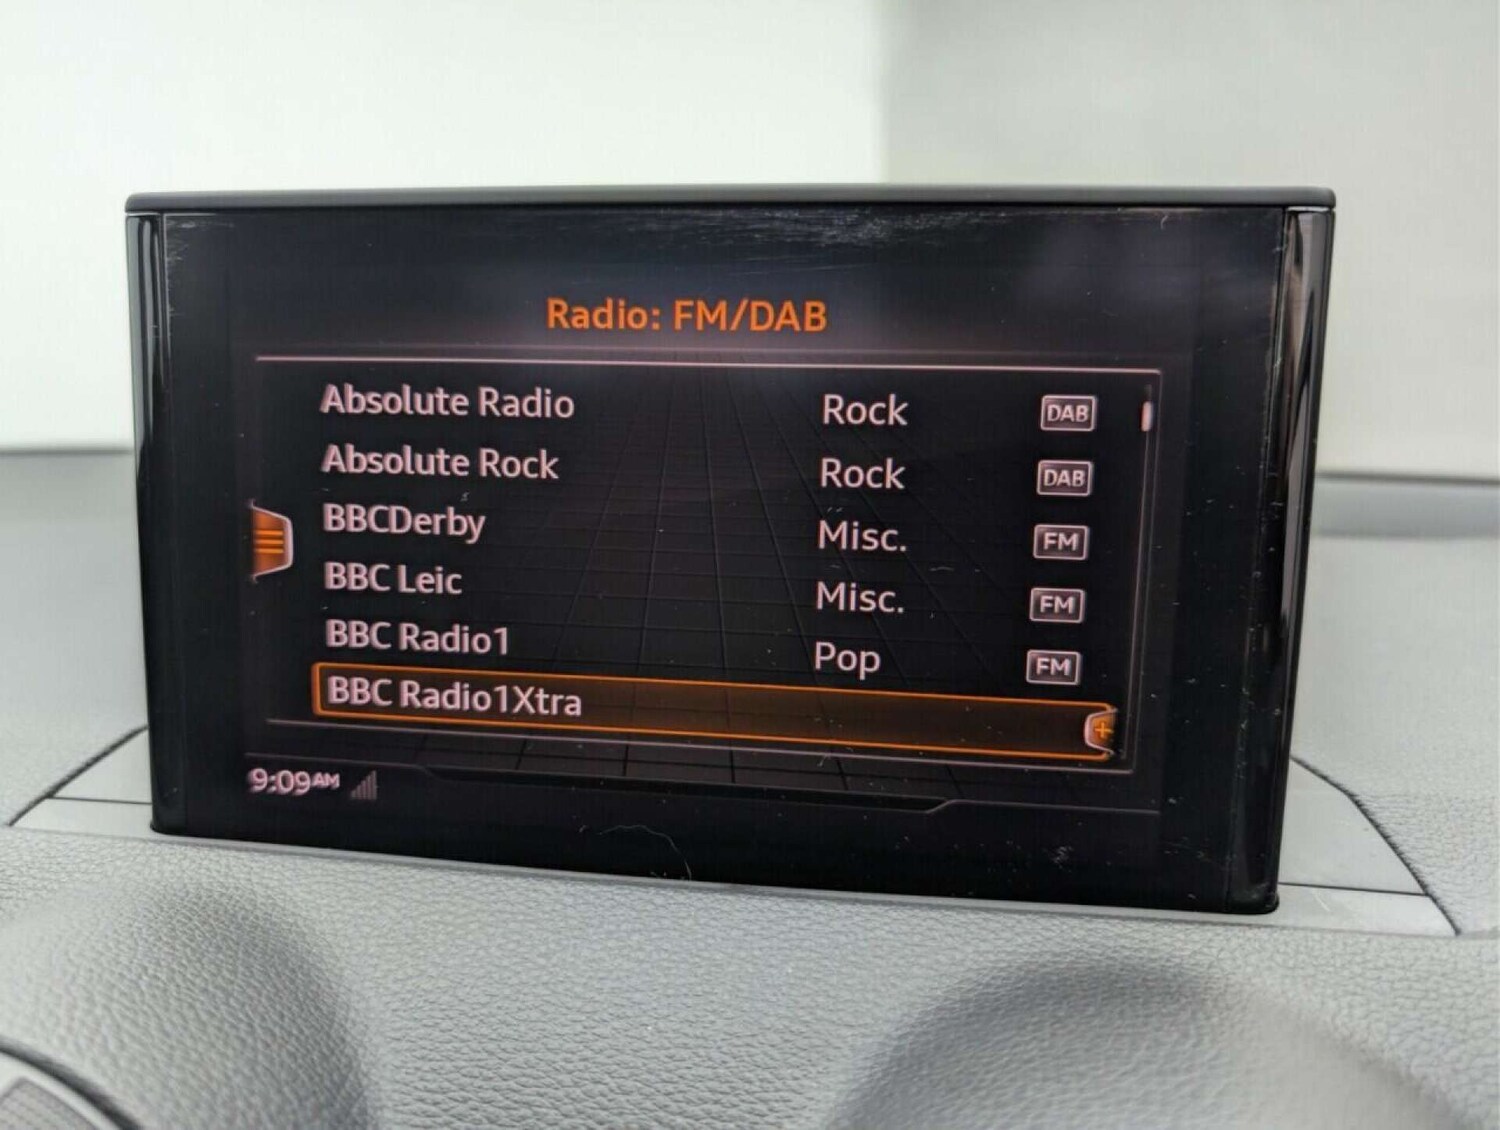 Radio: FM/DAB
Absolute Radio Rock DAB
Absolute Rock Rock DAB
BBCDerby Misc. FM
BBC Leic Misc. FM
BBC Radio1 Pop FM
BBC Radio1Xtra +
9:09AM